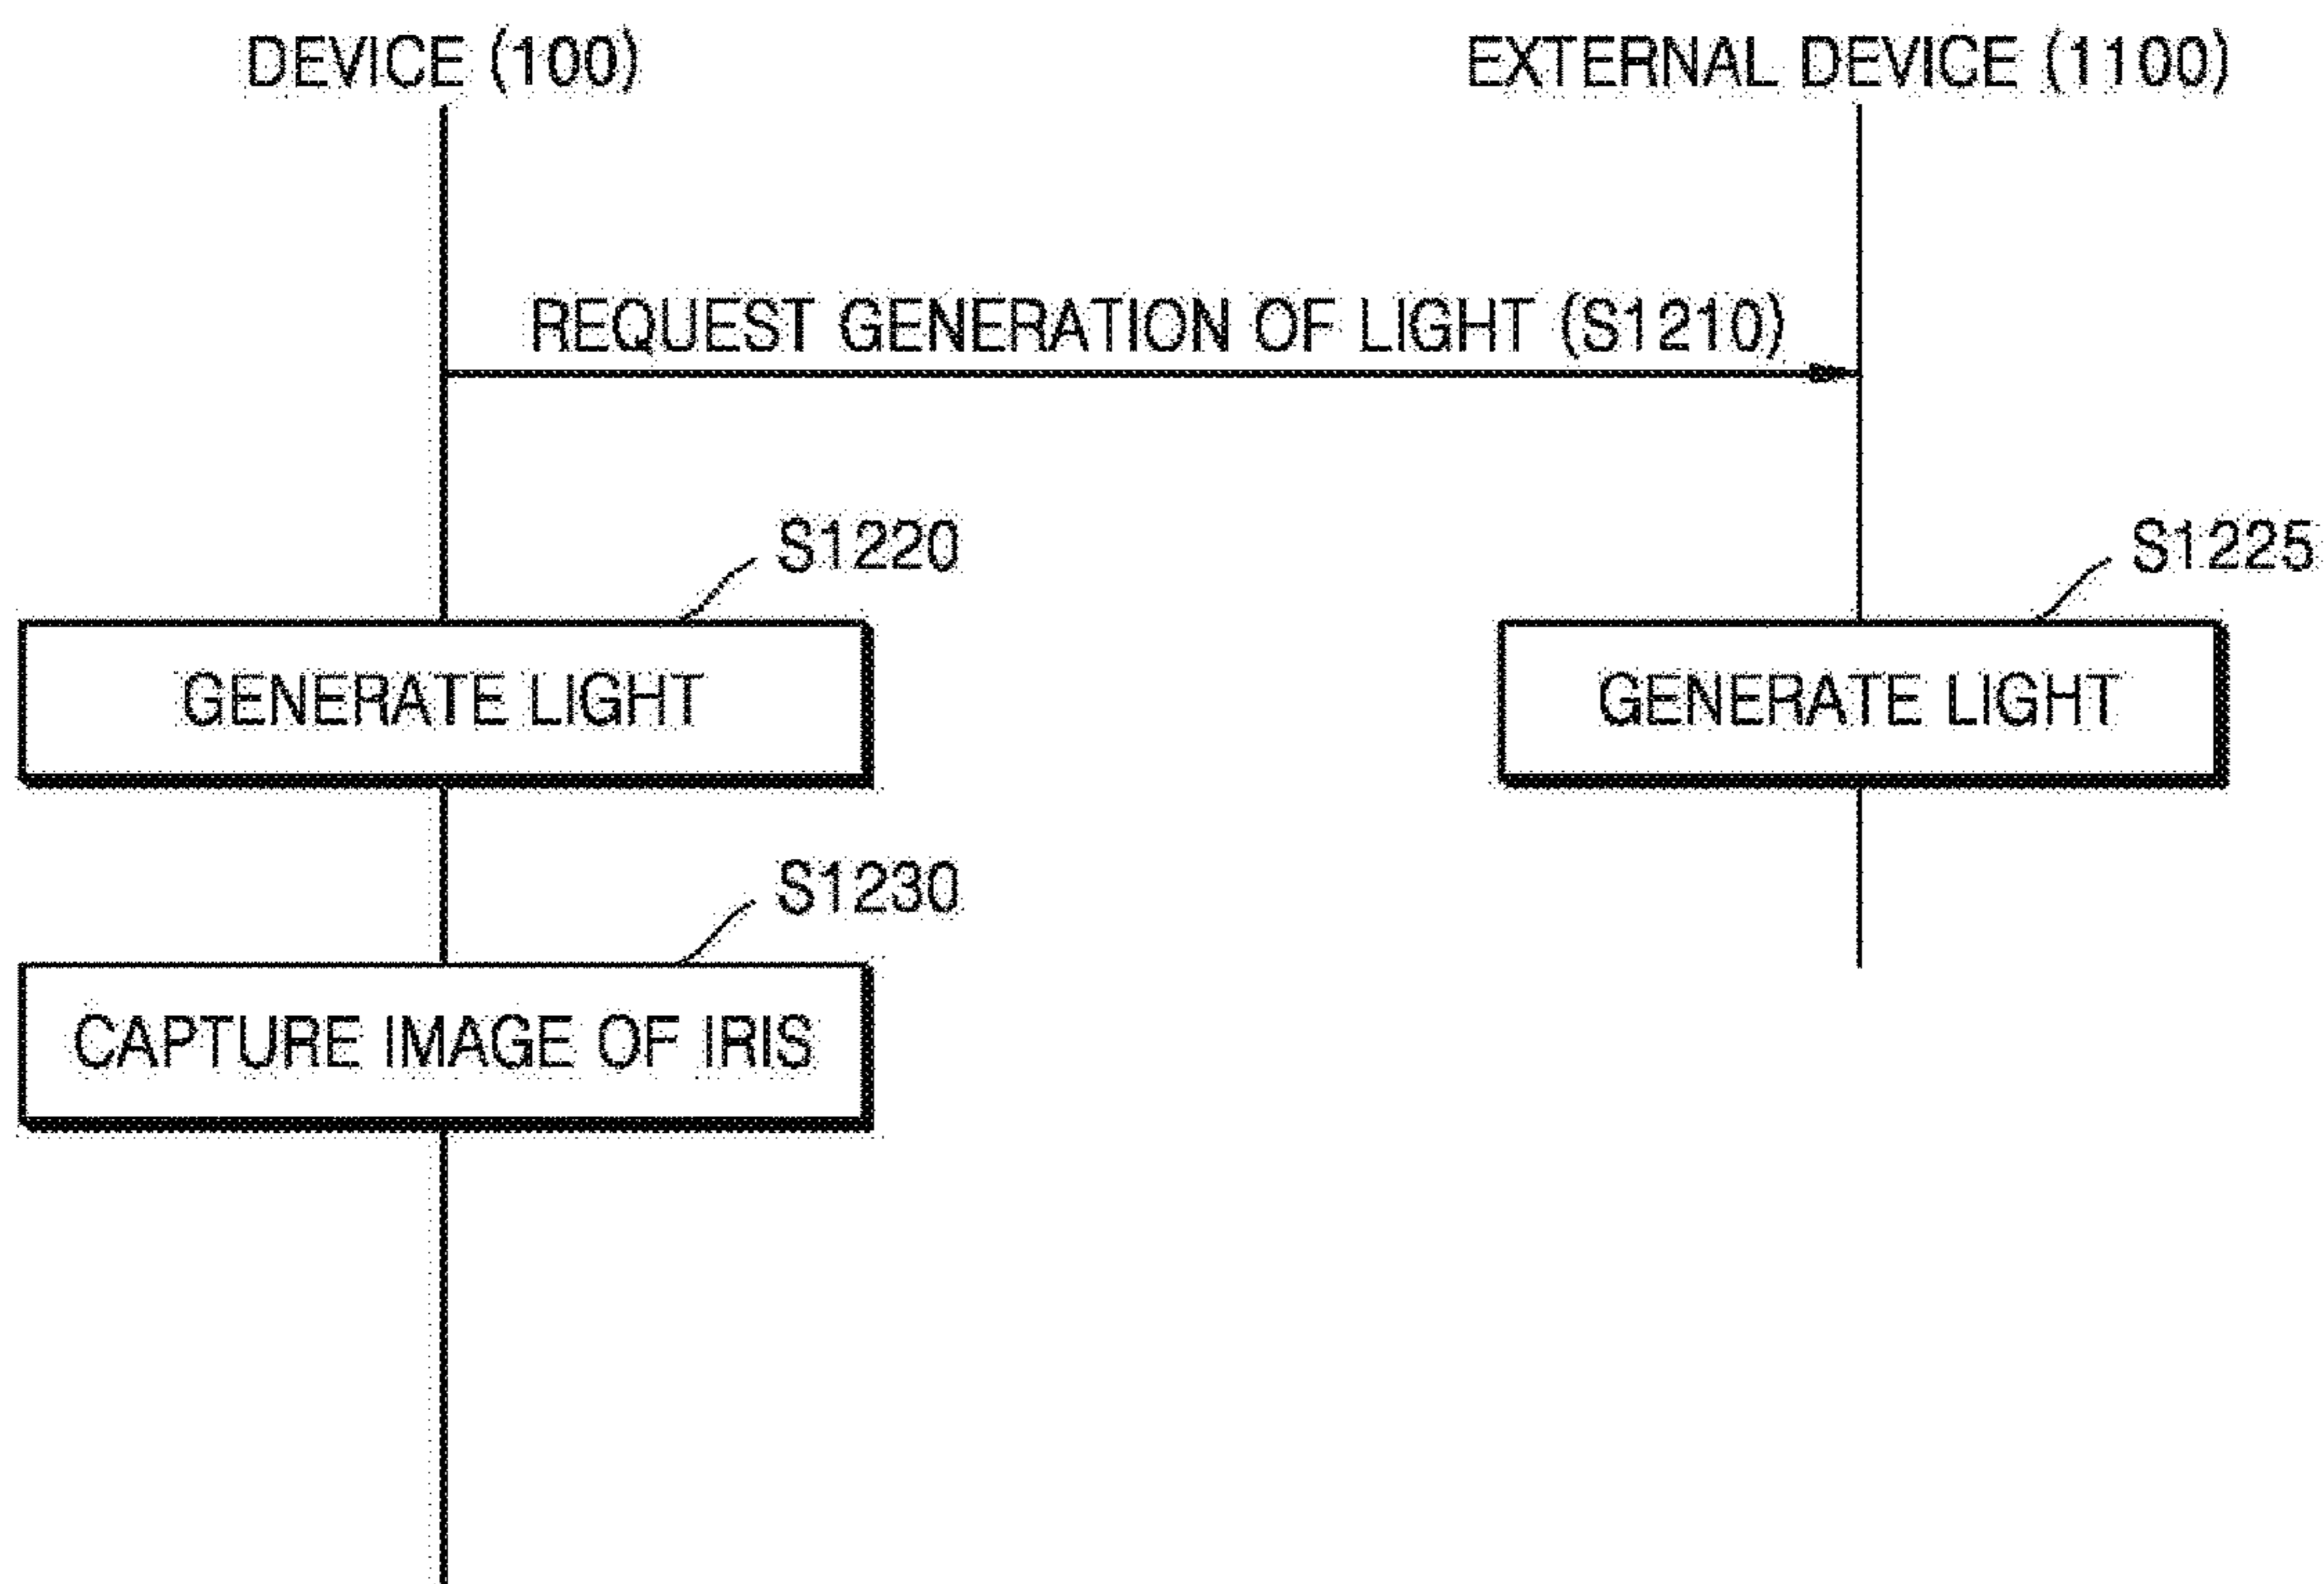 DEVICE (100)
EXTERNAL DEVICE (1100)
REQUEST GENERATION OF LIGHT (S1210)
S1220
S1225
GENERATE LIGHT
GENERATE LIGHT
S1230
CAPTURE IMAGE OF IRIS